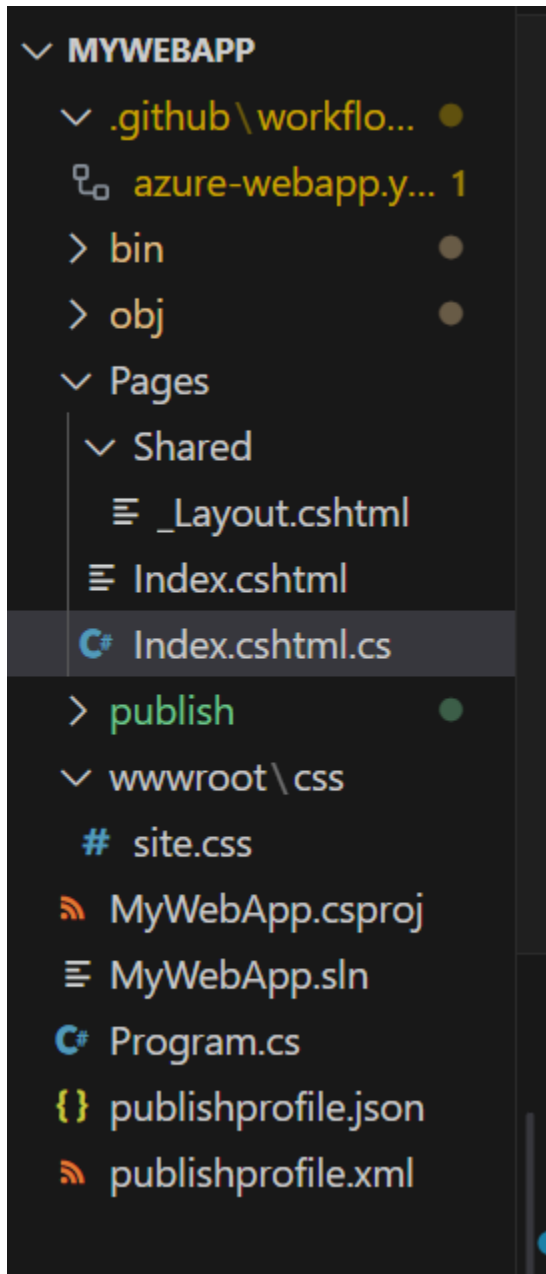 MYWEBAPP
.github\workflo...
azure-webapp.y... 1
bin
obj
Pages
Shared
_Layout.cshtml
Index.cshtml
C# Index.cshtml.cs
publish
wwwroot\css
# site.css
MyWebApp.csproj
MyWebApp.sln
C# Program.cs
{} publishprofile.json
publishprofile.xml